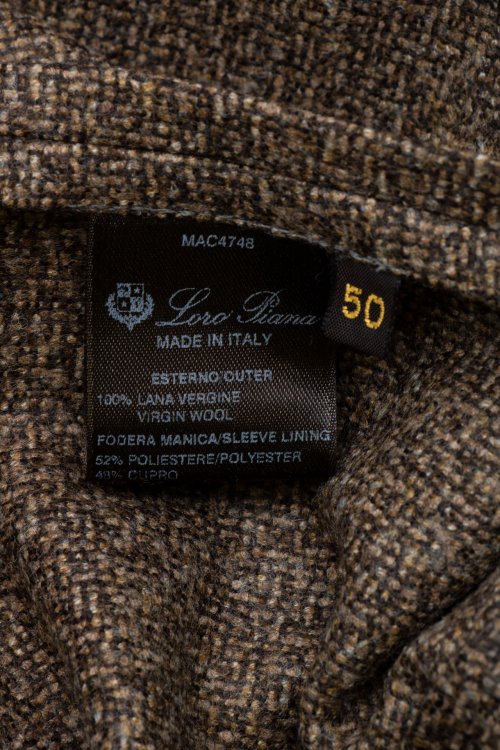 MAC4748
Loro Piana
50
MADE IN ITALY
ESTERNO OUTER
100% LANA VERGINE
VIRGIN WOOL
FODERA MANICA/SLEEVE LINING
52% POLIESTERE/POLYESTER
48% CUPRO